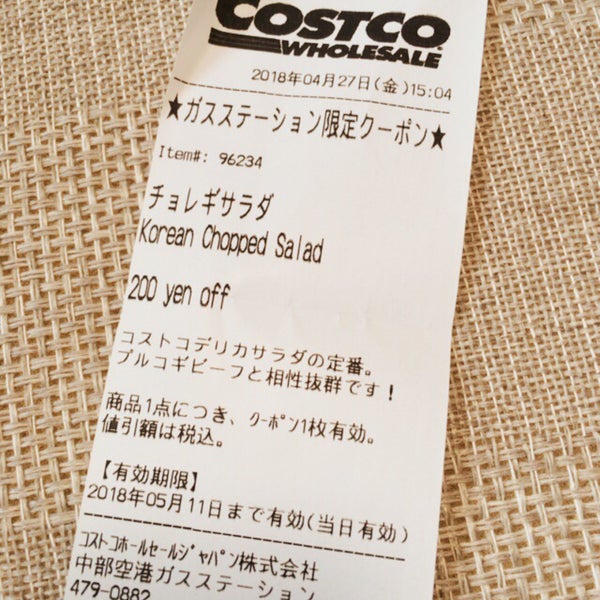 COSTCO
WHOLESALE
2018年04月27日(金)15:04
★ガスステーション限定クーポン★
Item#: 96234
チョレギサラダ
Korean Chopped Salad
200 yen off
コストコデリカサラダの定番。
プルコギビーフと相性抜群です！
商品1点につき、ｸｰﾎﾟﾝ1枚有効。
値引額は税込。
【有効期限】
2018年05月11日まで有効(当日有効)
ｺｽﾄｺﾎｰﾙｾｰﾙｼﾞｬﾊﾟﾝ株式会社
中部空港ガスステーション
479-0882